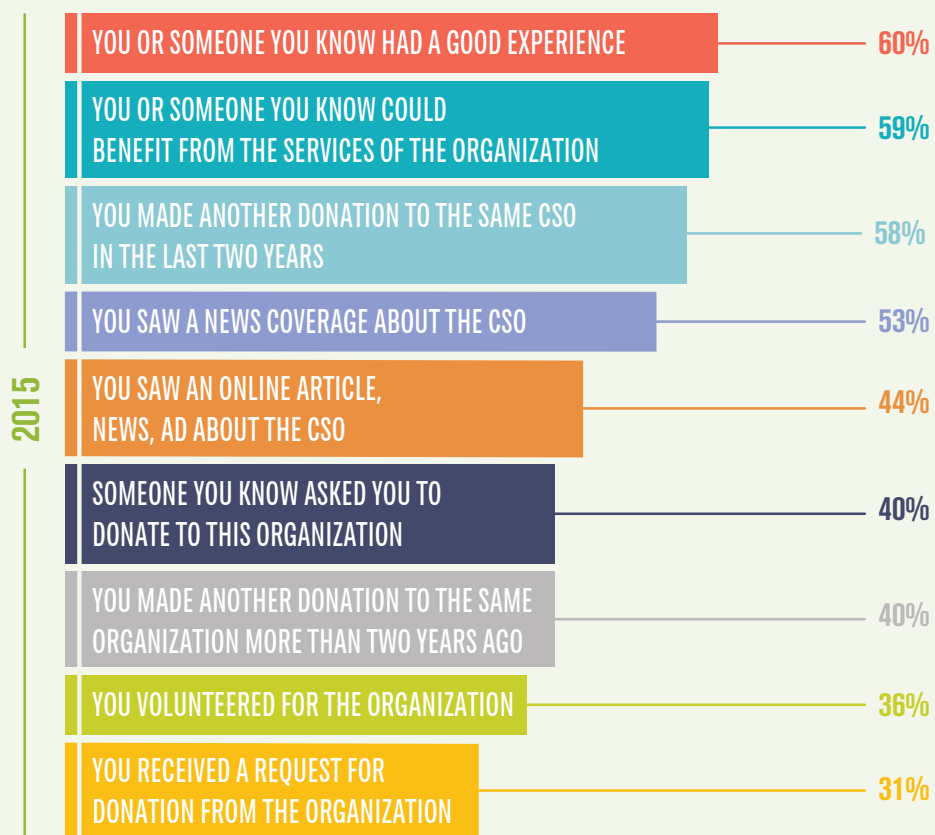 YOU OR SOMEONE YOU KNOW HAD A GOOD EXPERIENCE
60%
YOU OR SOMEONE YOU KNOW COULD
BENEFIT FROM THE SERVICES OF THE ORGANIZATION
59%
YOU MADE ANOTHER DONATION TO THE SAME CSO
IN THE LAST TWO YEARS
58%
YOU SAW A NEWS COVERAGE ABOUT THE CSO
53%
2015
YOU SAW AN ONLINE ARTICLE,
NEWS, AD ABOUT THE CSO
44%
SOMEONE YOU KNOW ASKED YOU TO
DONATE TO THIS ORGANIZATION
40%
YOU MADE ANOTHER DONATION TO THE SAME
ORGANIZATION MORE THAN TWO YEARS AGO
40%
YOU VOLUNTEERED FOR THE ORGANIZATION
36%
YOU RECEIVED A REQUEST FOR
DONATION FROM THE ORGANIZATION
31%